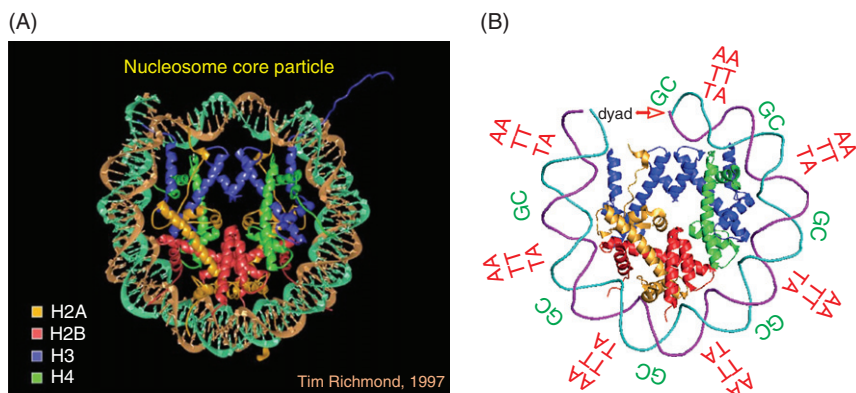 (A)
Nucleosome core particle
H2A
H2B
H3
H4
Tim Richmond, 1997
(B)
dyad
GC
AA
TT
TA
GC
AA
TT
TA
GC
AA
TT
TA
GC
AA
TT
TA
GC
AA
TT
TA
GC
AA
TT
TA
GC
AA
TT
TA